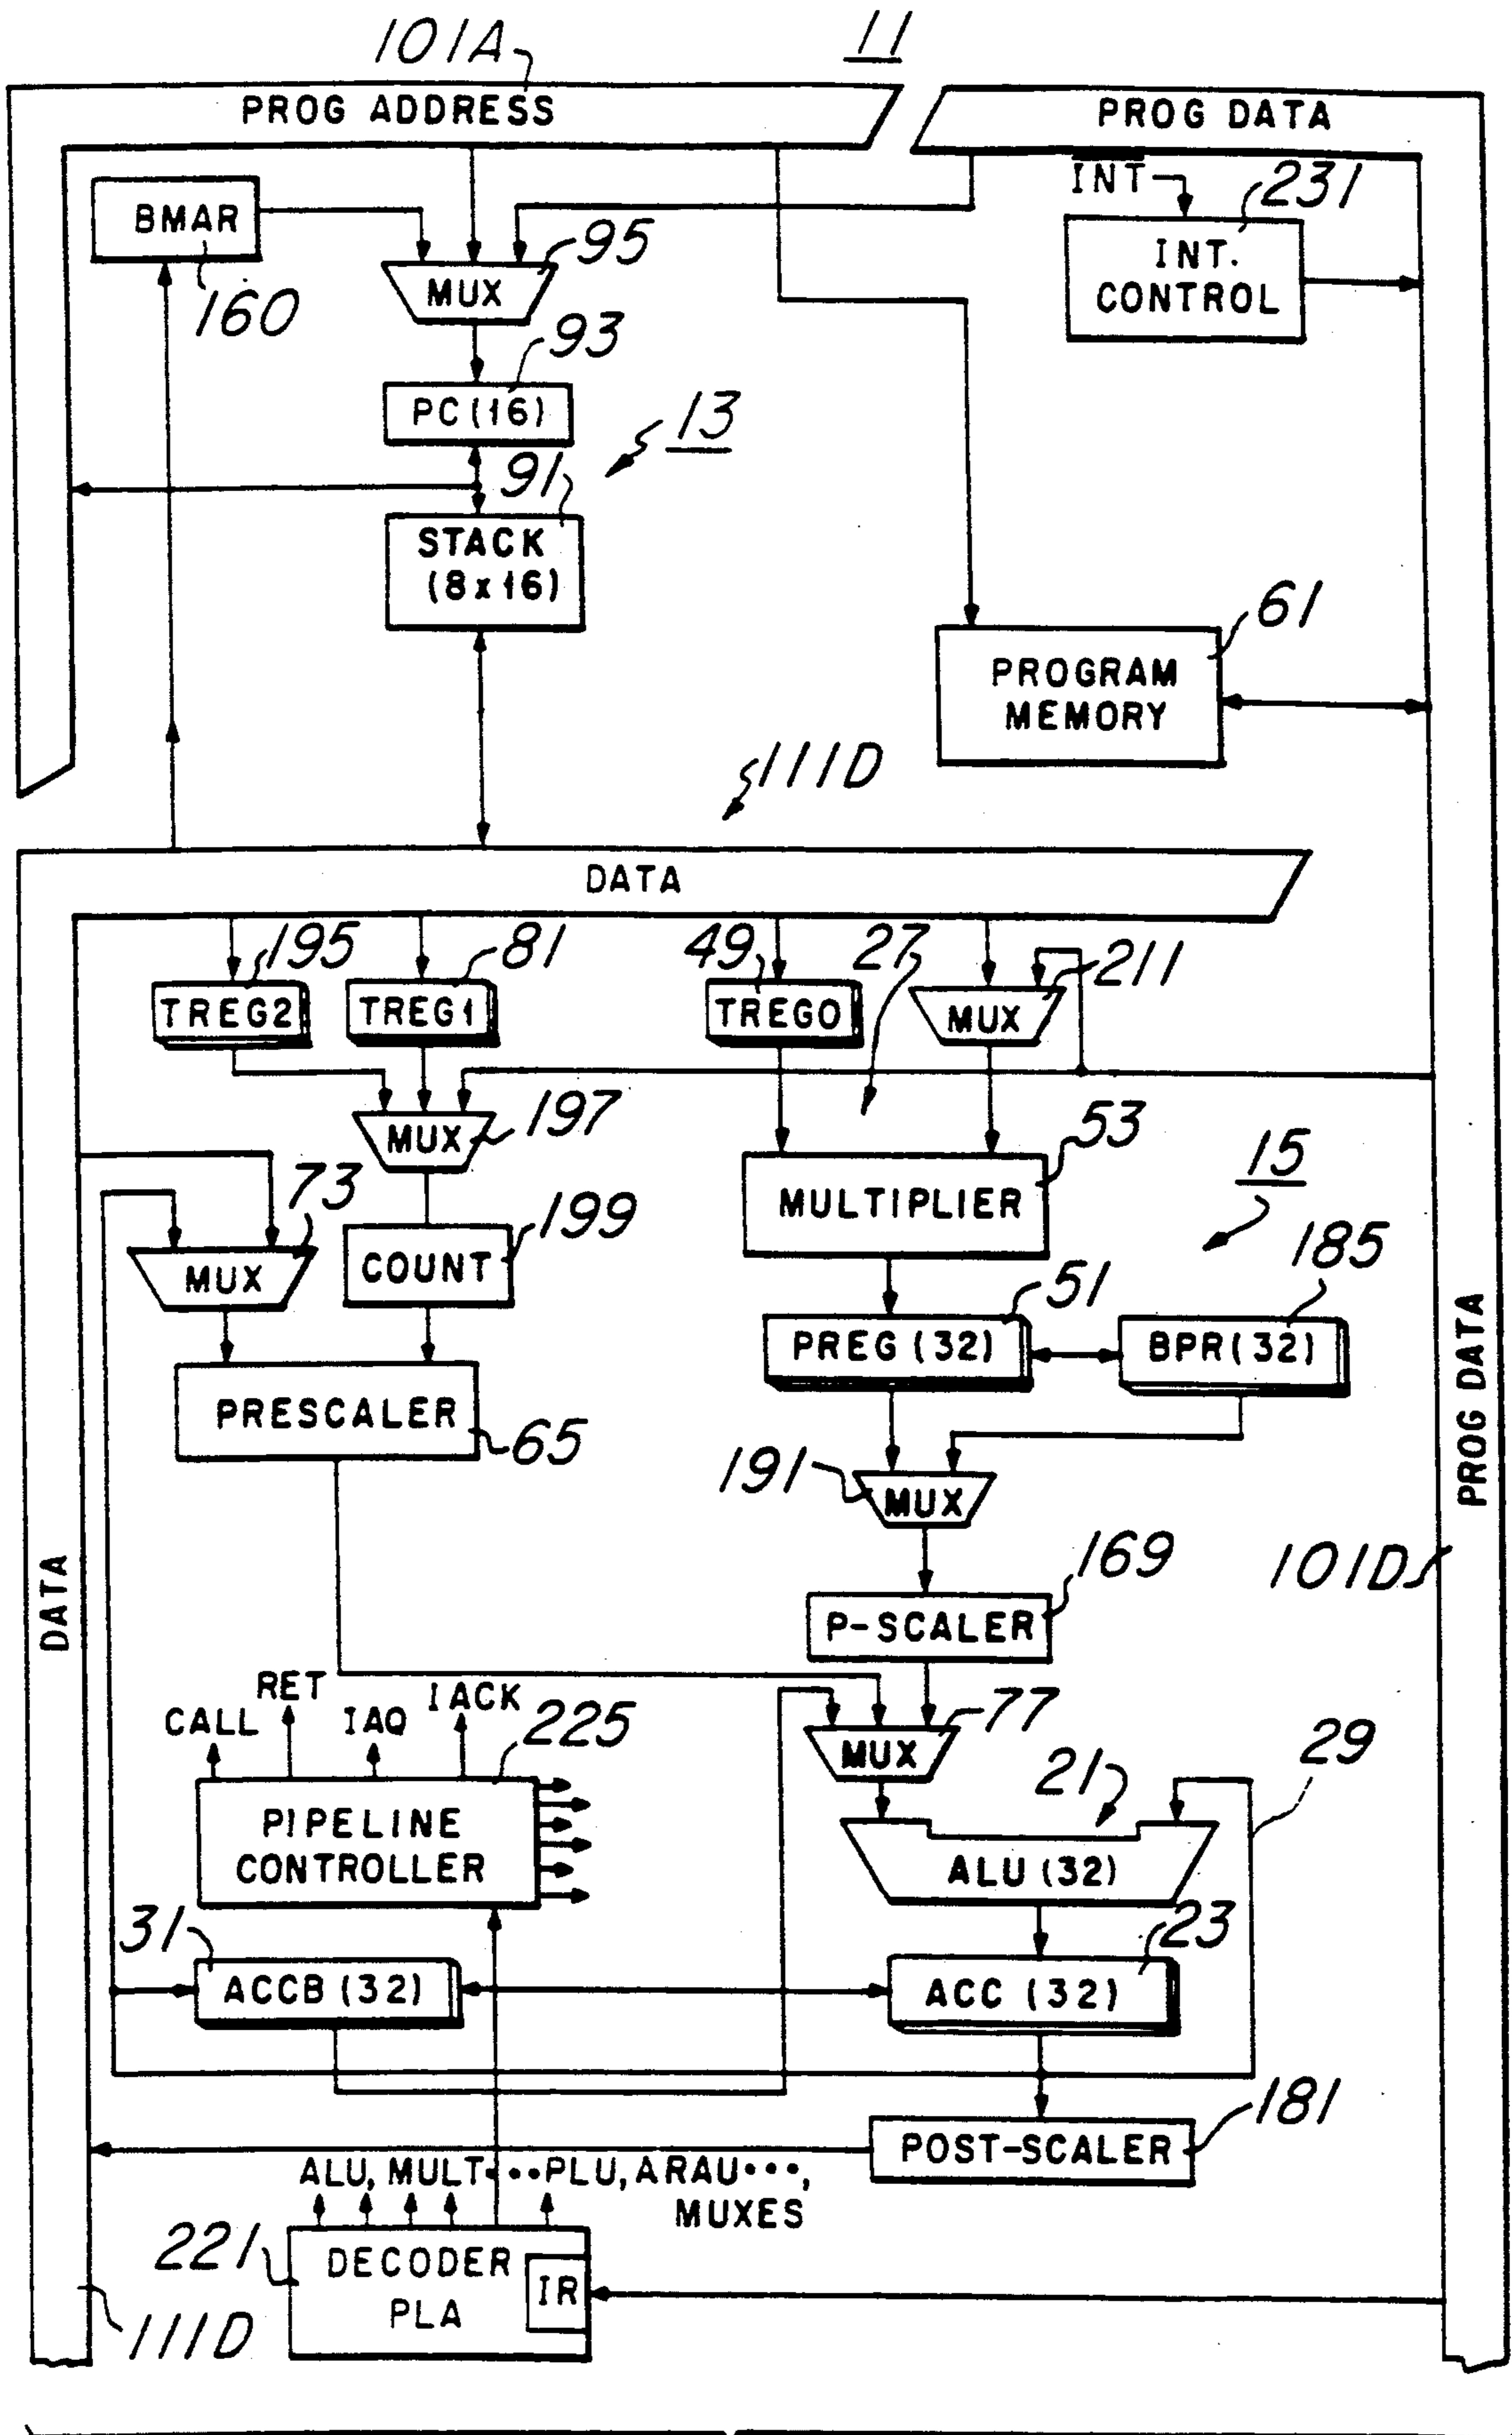 101A
11
PROG ADDRESS
PROG DATA
INT
231
BMAR
160
95
MUX
INT.
CONTROL
93
PC(16)
13
91
STACK
(8x16)
61
PROGRAM
MEMORY
111D
DATA
195
81
49
27
211
TREG2
TREG1
TREG0
MUX
197
MUX
53
MULTIPLIER
15
73
MUX
199
COUNT
185
51
PREG (32)
BPR(32)
PRESCALER
65
191
MUX
169
P-SCALER
101D
PROG DATA
DATA
CALL
RET
IAQ
IACK
225
77
MUX
29
21
PIPELINE
CONTROLLER
ALU (32)
31
ACCB (32)
23
ACC (32)
181
POST-SCALER
ALU, MULT···PLU, ARAU···,
MUXES
221
DECODER
PLA
IR
111D